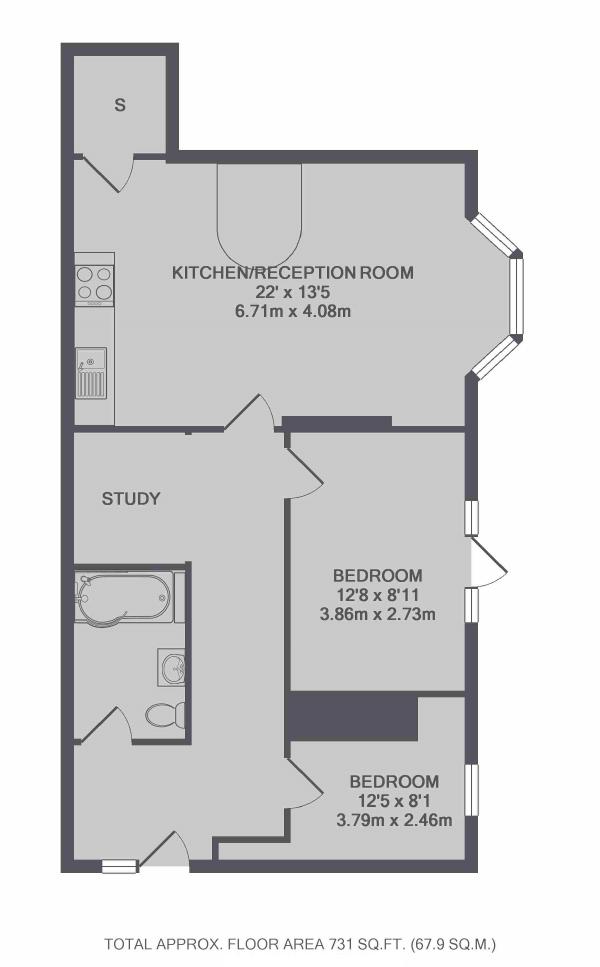 S
KITCHEN/RECEPTION ROOM
22' x 13'5
6.71m x 4.08m
STUDY
BEDROOM
12'8 x 8'11
3.86m x 2.73m
BEDROOM
12'5 x 8'1
3.79m x 2.46m
TOTAL APPROX. FLOOR AREA 731 SQ.FT. (67.9 SQ.M.)